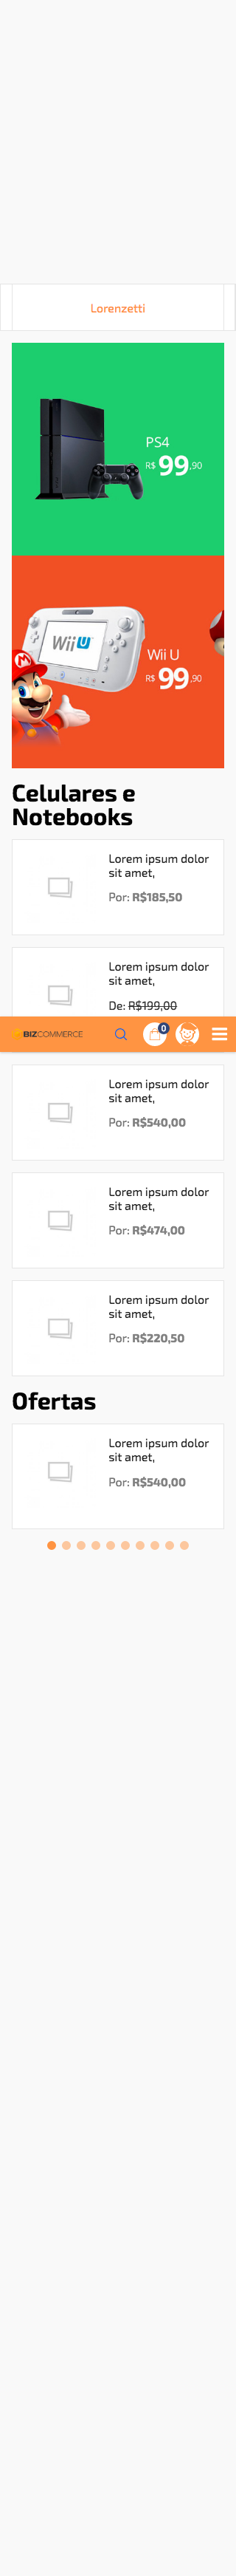 Lorenzetti
PS4
R$ 99,90
Wii U
Wii U
R$ 99,90
Celulares e
Notebooks
Lorem ipsum dolor
sit amet,
Por: R$185,50
Lorem ipsum dolor
sit amet,
De: R$199,00
BIZCOMMERCE
0
Lorem ipsum dolor
sit amet,
Por: R$540,00
Lorem ipsum dolor
sit amet,
Por: R$474,00
Lorem ipsum dolor
sit amet,
Por: R$220,50
Ofertas
Lorem ipsum dolor
sit amet,
Por: R$540,00